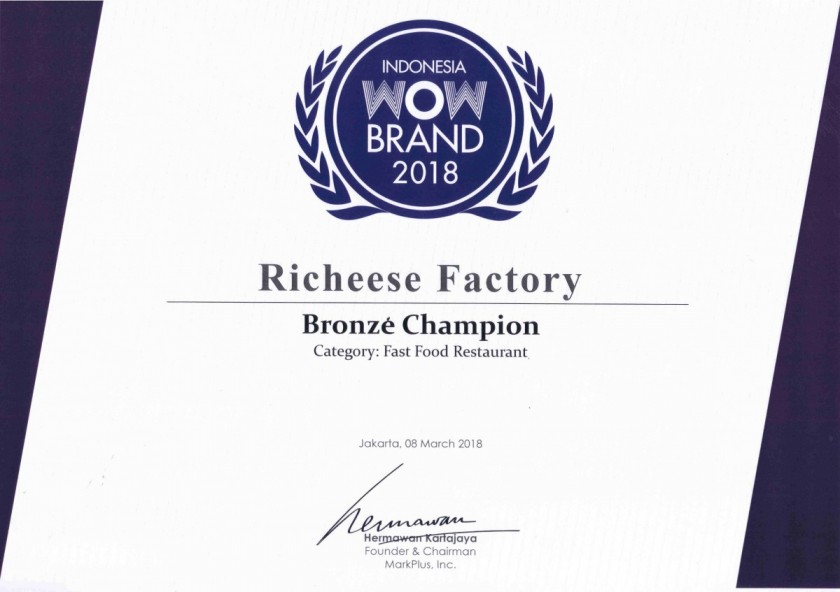 INDONESIA
WOW
BRAND
2018
Richeese Factory
Bronzé Champion
Category: Fast Food Restaurant
Jakarta, 08 March 2018
Hermawan
Hermawan Kartajaya
Founder & Chairman
MarkPlus, Inc.